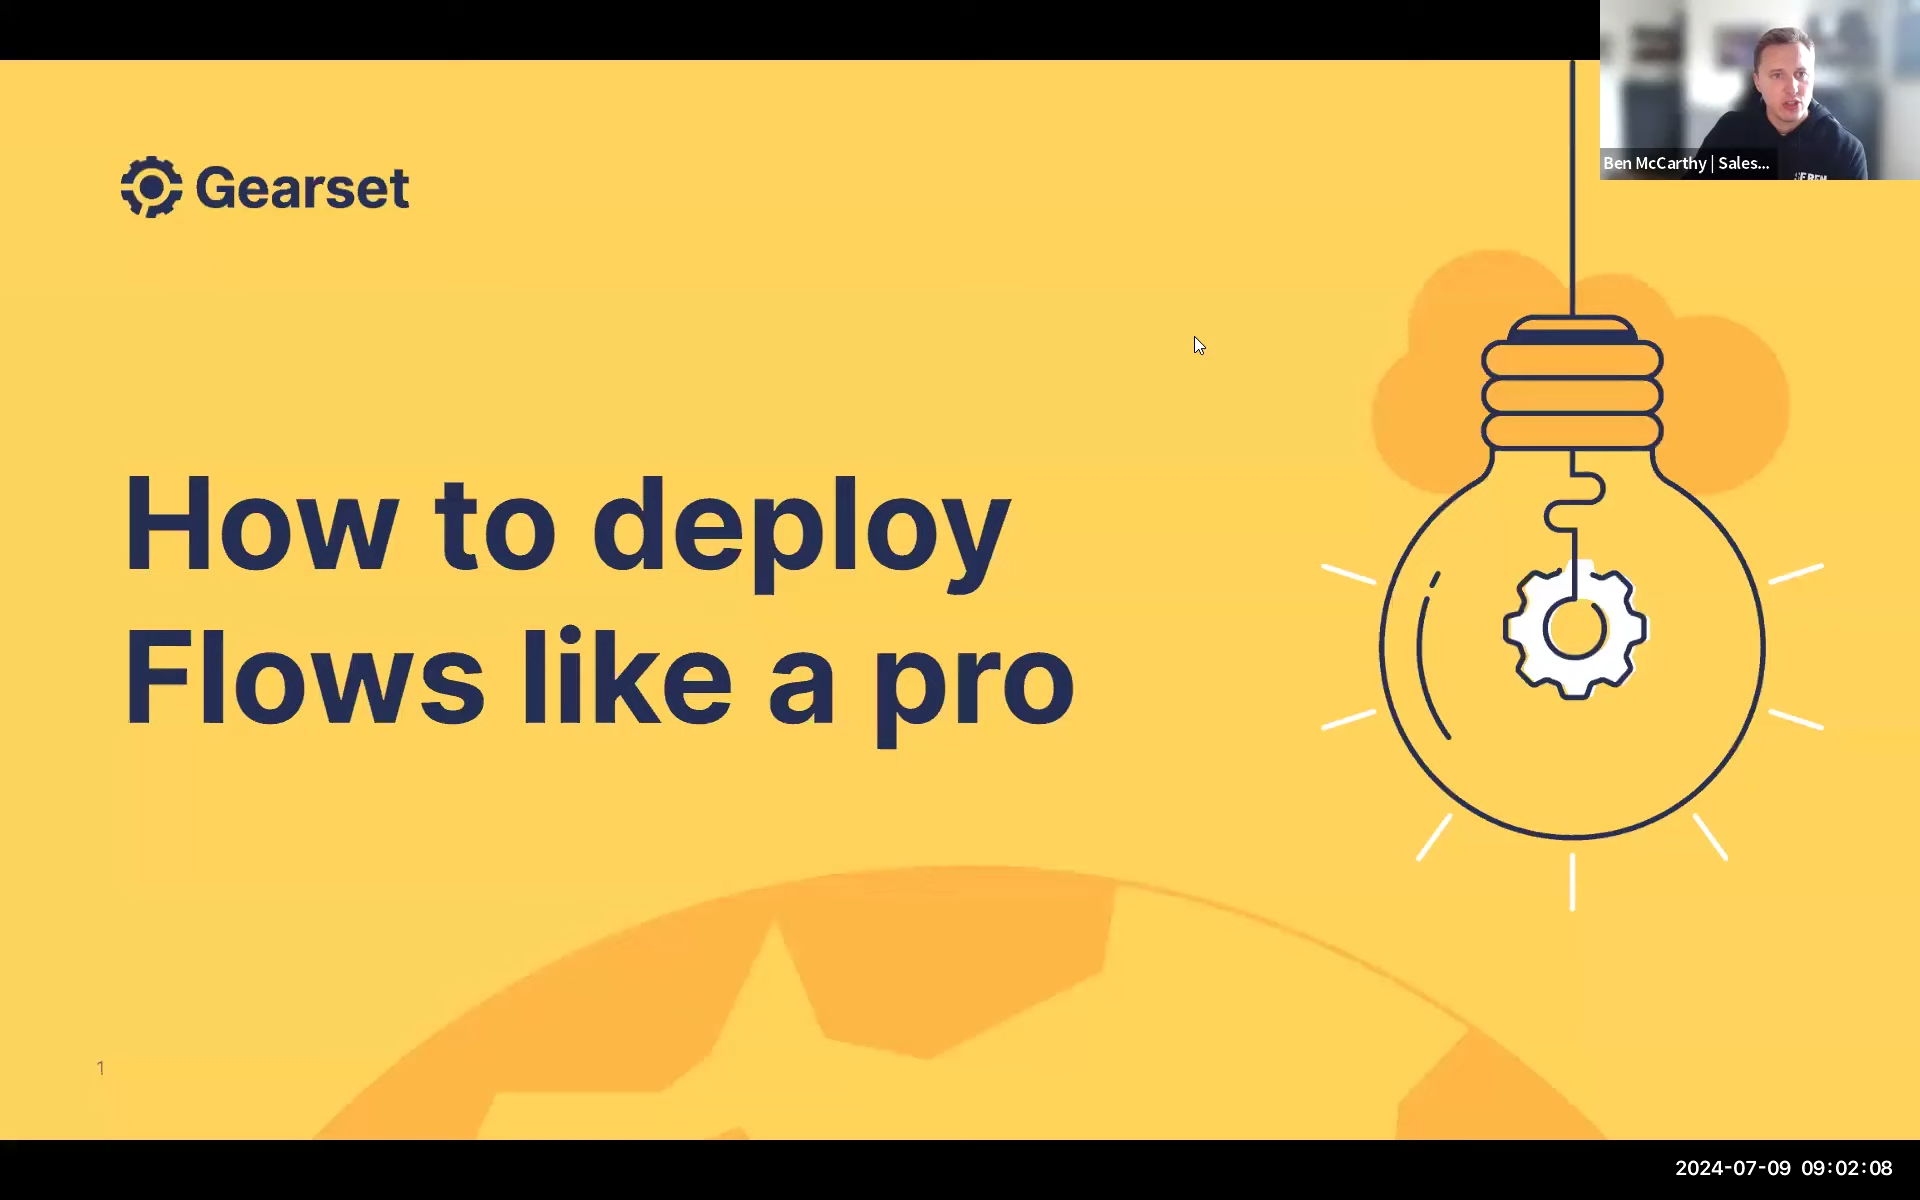 Gearset
Ben McCarthy | Sales...
How to deploy
Flows like a pro
1
2024-07-09 09:02:08